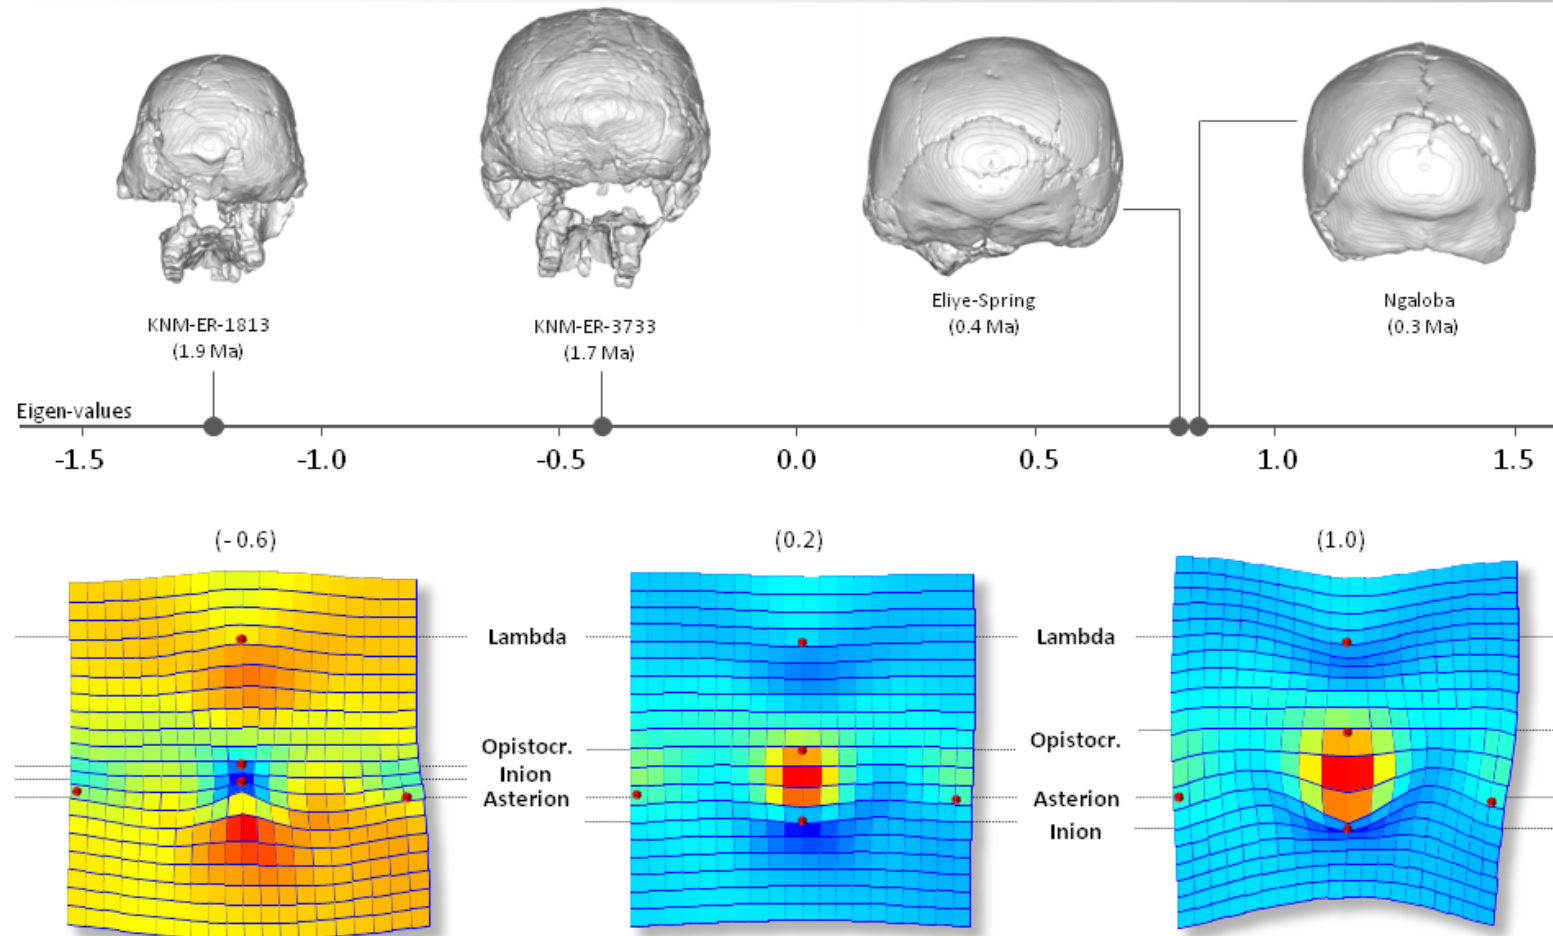 KNM-ER-1813
(1.9 Ma)
KNM-ER-3733
(1.7 Ma)
Eliye-Spring
(0.4 Ma)
Ngaloba
(0.3 Ma)
Eigen-values
-1.5 -1.0 -0.5 0.0 0.5 1.0 1.5
(- 0.6) (0.2) (1.0)
Lambda
Opistocr.
Inion
Asterion
Lambda
Opistocr.
Asterion
Inion